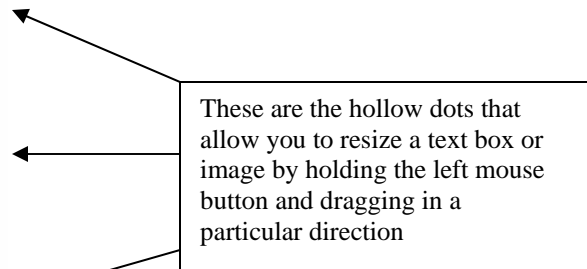 These are the hollow dots that
allow you to resize a text box or
image by holding the left mouse
button and dragging in a
particular direction